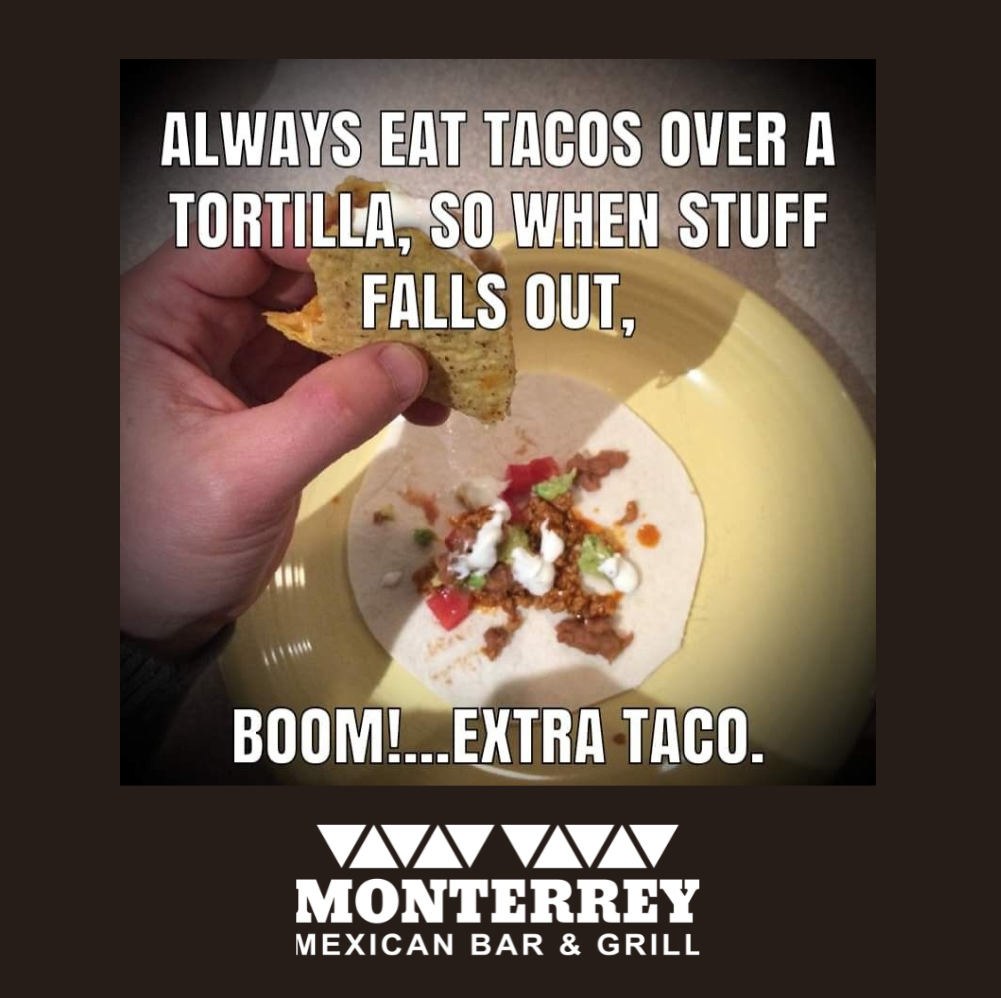 ALWAYS EAT TACOS OVER A
TORTILLA, SO WHEN STUFF
FALLS OUT,
BOOM!...EXTRA TACO.
MONTERREY
MEXICAN BAR & GRILL